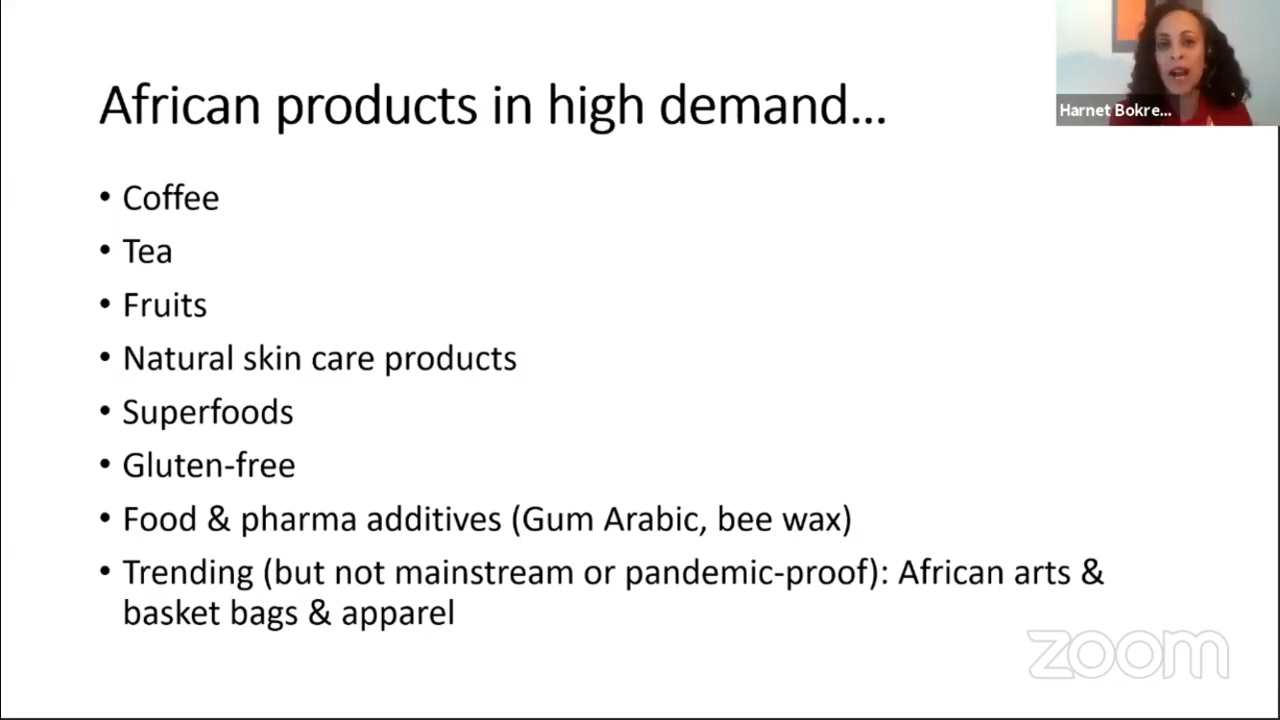 African products in high demand...
Harnet Bokre...
• Coffee
• Tea
• Fruits
• Natural skin care products
• Superfoods
• Gluten-free
• Food & pharma additives (Gum Arabic, bee wax)
• Trending (but not mainstream or pandemic-proof): African arts &
basket bags & apparel
zoom